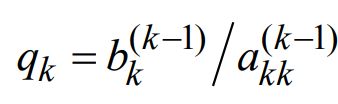 $q_k = b_k^{(k-1)} / a_{kk}^{(k-1)}$